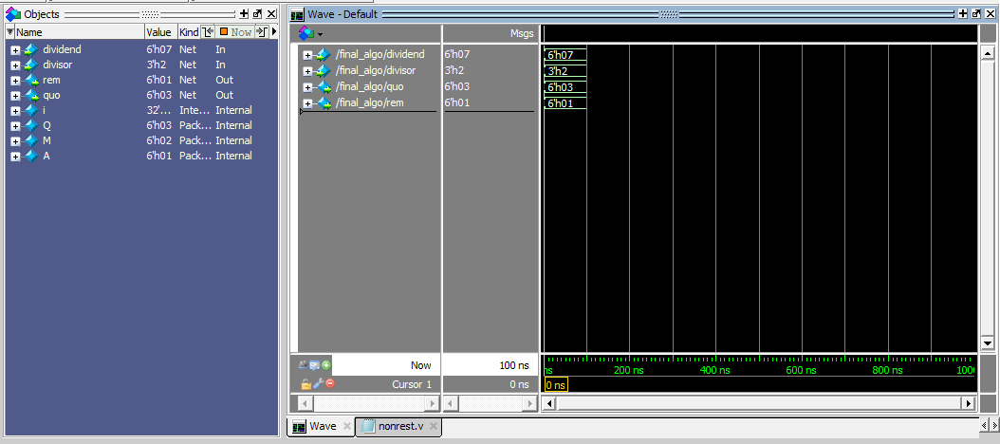 Objects
Name Value Kind Now
dividend 6'h07 Net In
divisor 3'h2 Net In
rem 6'h01 Net Out
quo 6'h03 Net Out
i 32'... Inte... Internal
Q 6'h03 Pack... Internal
M 6'h02 Pack... Internal
A 6'h01 Pack... Internal
Wave - Default
Msgs
/final_algo/dividend 6'h07 6'h07
/final_algo/divisor 3'h2 3'h2
/final_algo/quo 6'h03 6'h03
/final_algo/rem 6'h01 6'h01
Now 100 ns ns 200 ns 400 ns 600 ns 800 ns 100
Cursor 1 0 ns 0 ns
Wave nonrest.v